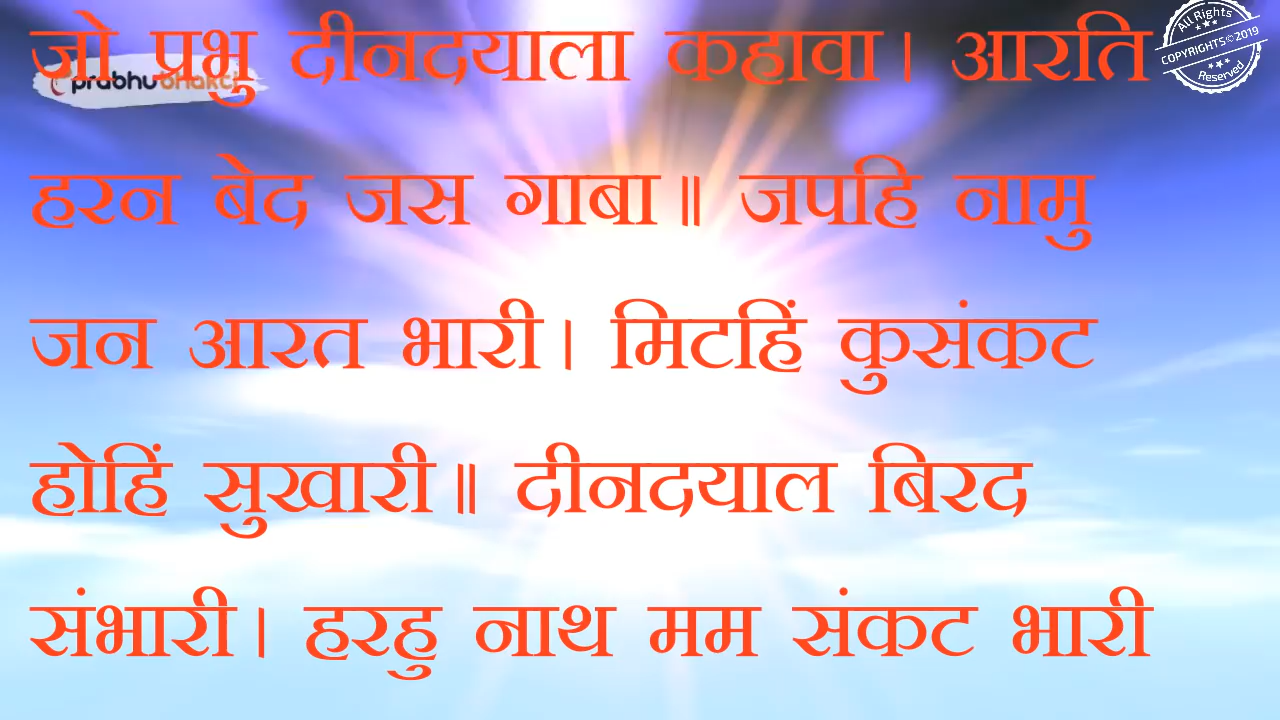 जो प्रभु दीनदयाला कहावा। आरति
हरन बेद जस गाबा॥ जपहि नामु
जन आरत भारी। मिटहिं कुसंकट
होहिं सुखारी॥ दीनदयाल बिरद
संभारी। हरहु नाथ मम संकट भारी
prabhubhakti
All Rights
COPYRIGHTS©2019
Reserved